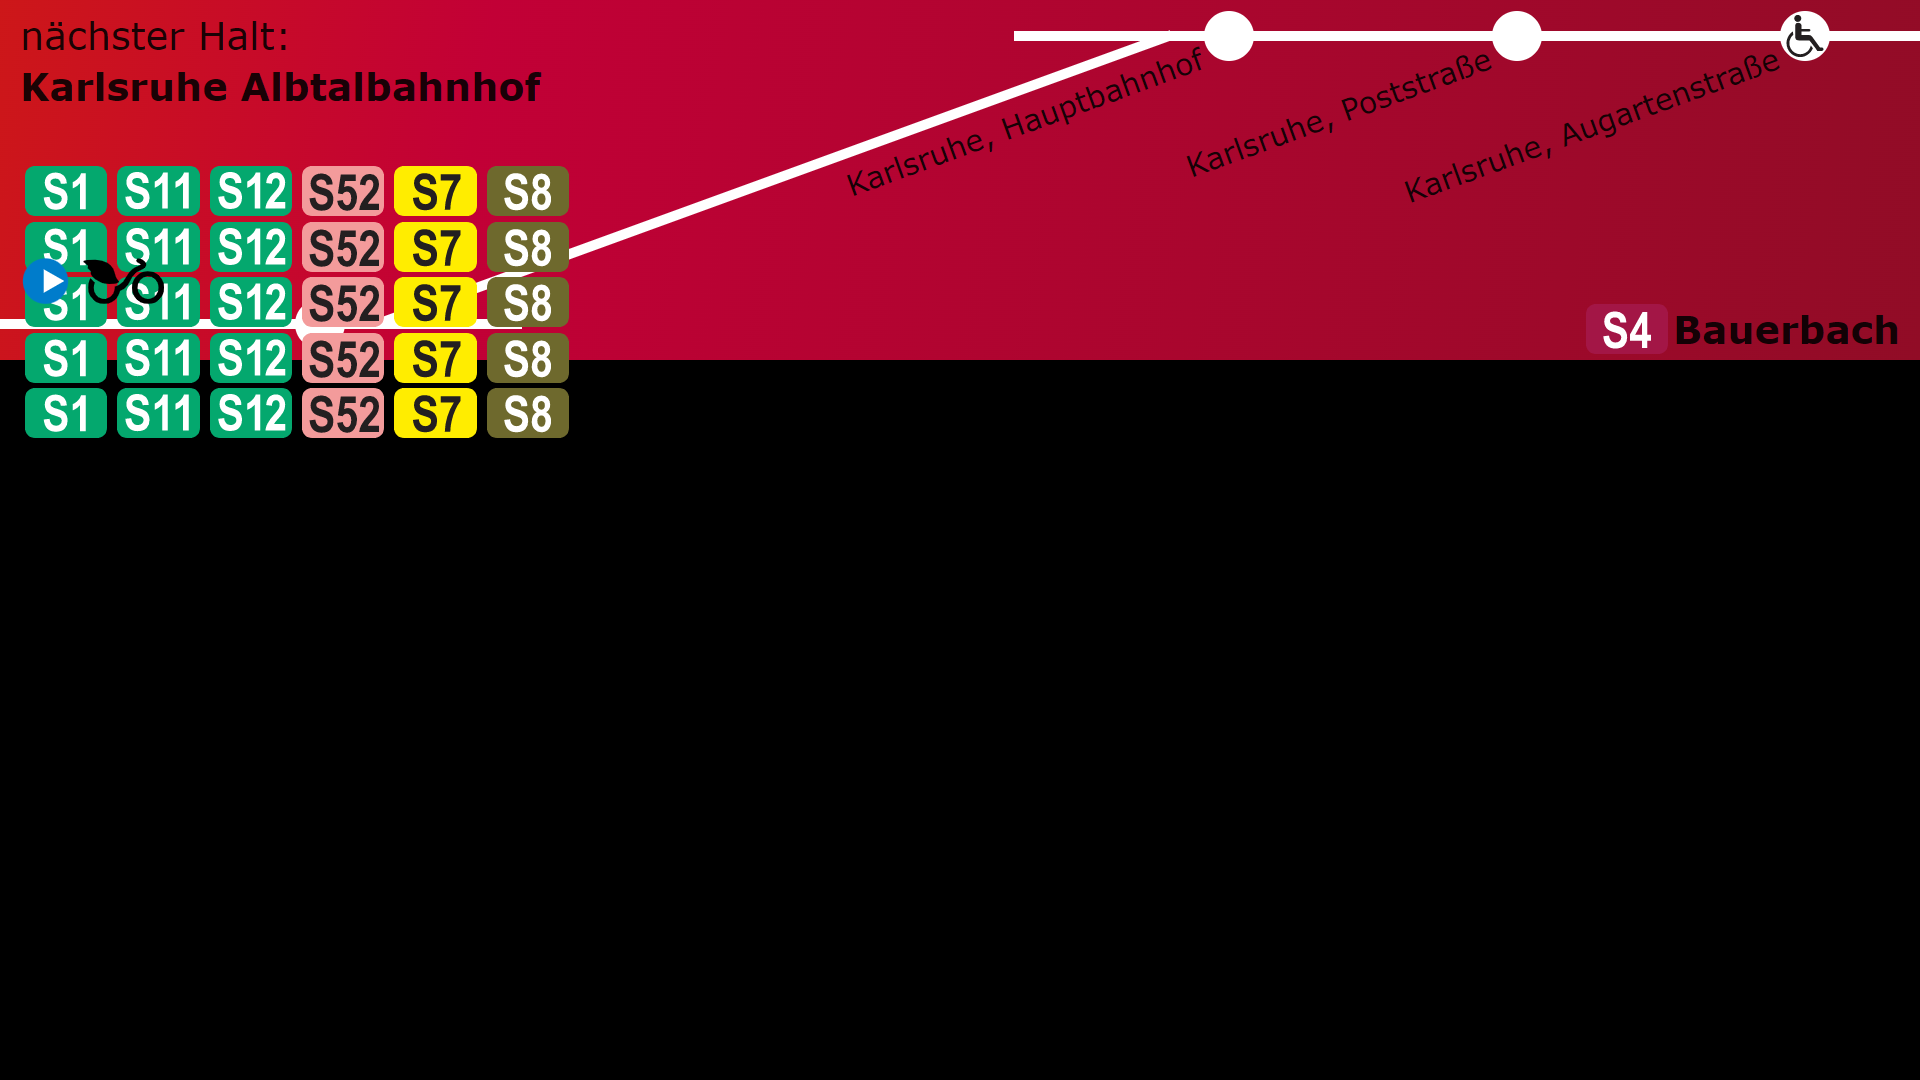 nächster Halt:
Karlsruhe Albtalbahnhof
Karlsruhe, Hauptbahnhof
Karlsruhe, Poststraße
Karlsruhe, Augartenstraße
S1 S11 S12 S52 S7 S8
S1 S11 S12 S52 S7 S8
S1 S11 S12 S52 S7 S8
S4 Bauerbach
S1 S11 S12 S52 S7 S8
S1 S11 S12 S52 S7 S8